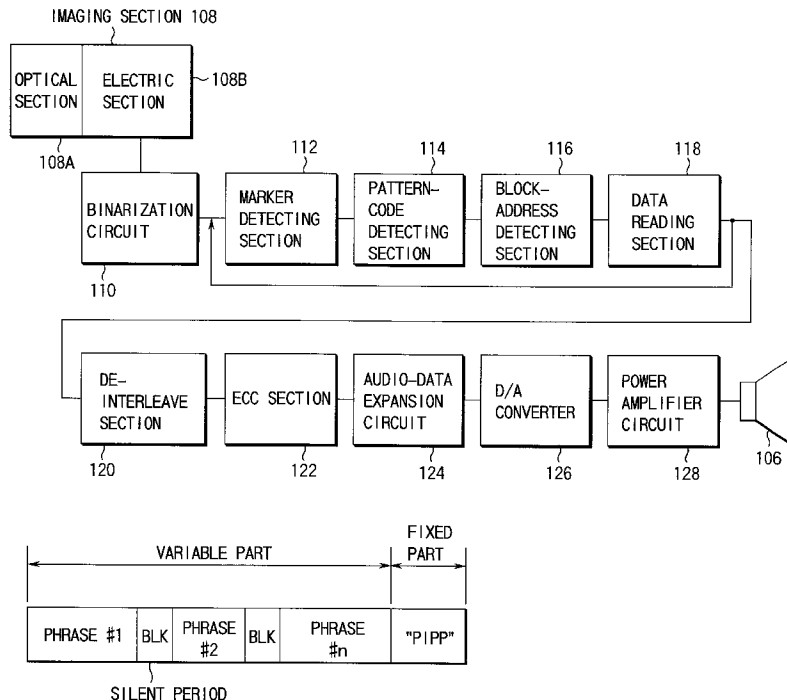 IMAGING SECTION 108
OPTICAL
SECTION
ELECTRIC
SECTION
108B
108A
BINARIZATION
CIRCUIT
110
112
MARKER
DETECTING
SECTION
114
PATTERN-
CODE
DETECTING
SECTION
116
BLOCK-
ADDRESS
DETECTING
SECTION
118
DATA
READING
SECTION
DE-
INTERLEAVE
SECTION
120
ECC SECTION
122
AUDIO-DATA
EXPANSION
CIRCUIT
124
D/A
CONVERTER
126
POWER
AMPLIFIER
CIRCUIT
128
106
VARIABLE PART
FIXED
PART
PHRASE #1
BLK
PHRASE
#2
BLK
PHRASE
#n
"PIPP"
SILENT PERIOD